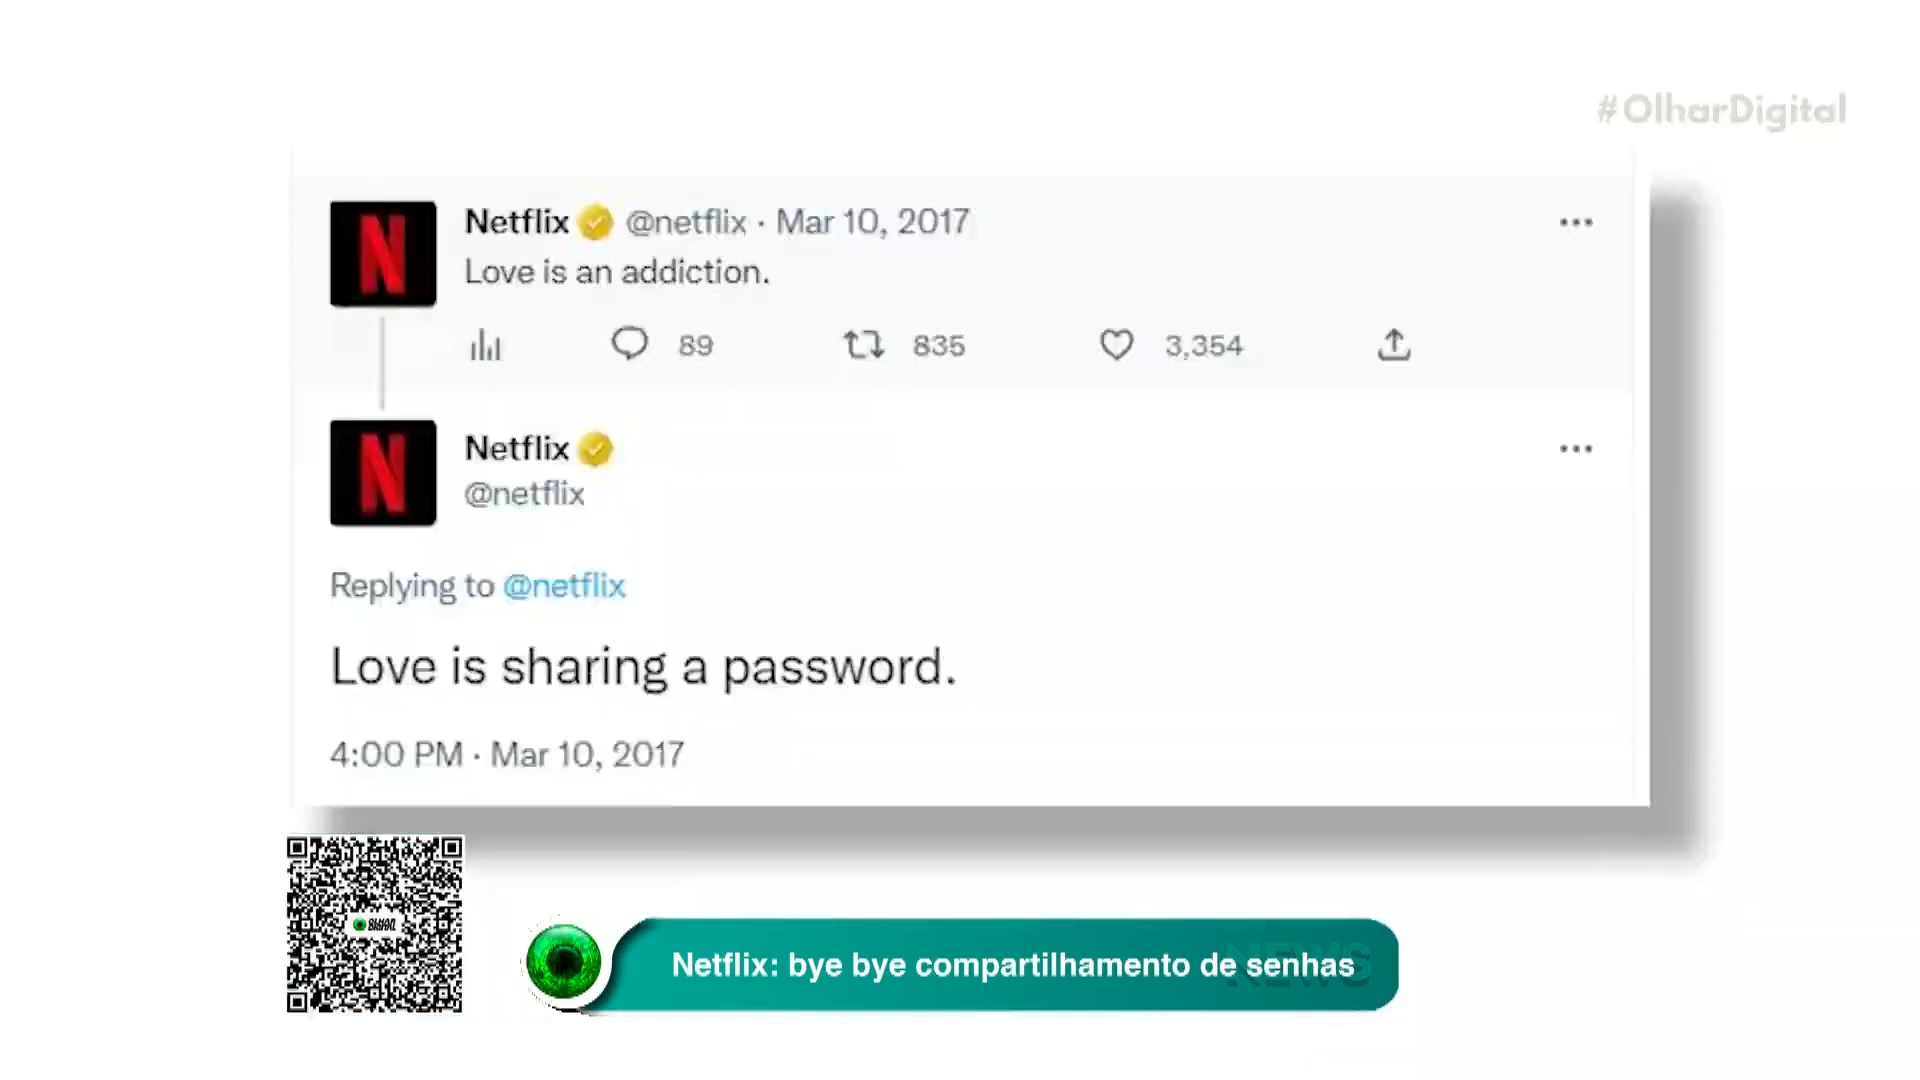 #OlharDigital
Netflix @netflix · Mar 10, 2017
Love is an addiction.
89 835 3,354
Netflix
@netflix
Replying to @netflix
Love is sharing a password.
4:00 PM · Mar 10, 2017
Netflix: bye bye compartilhamento de senhas
NEWS